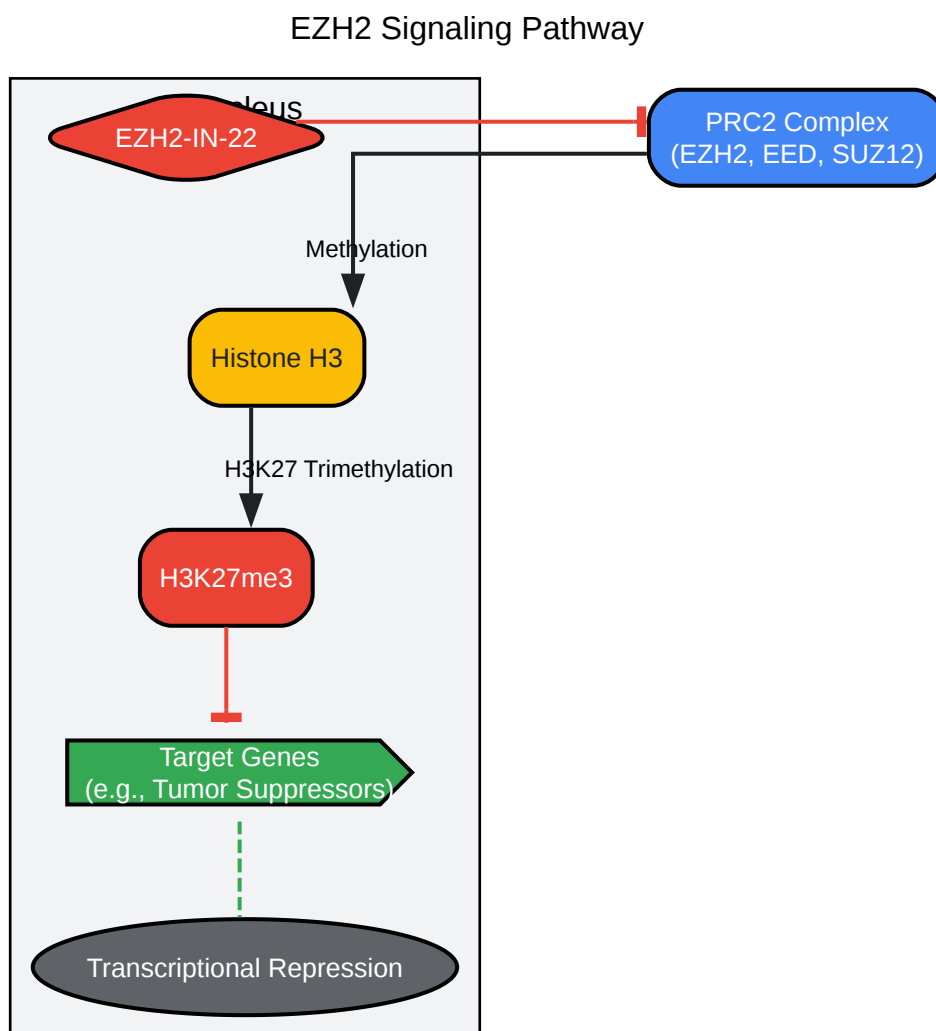 EZH2 Signaling Pathway
EZH2-IN-22
PRC2 Complex
(EZH2, EED, SUZ12)
Methylation
Histone H3
H3K27 Trimethylation
H3K27me3
Target Genes
(e.g., Tumor Suppressors)
Transcriptional Repression